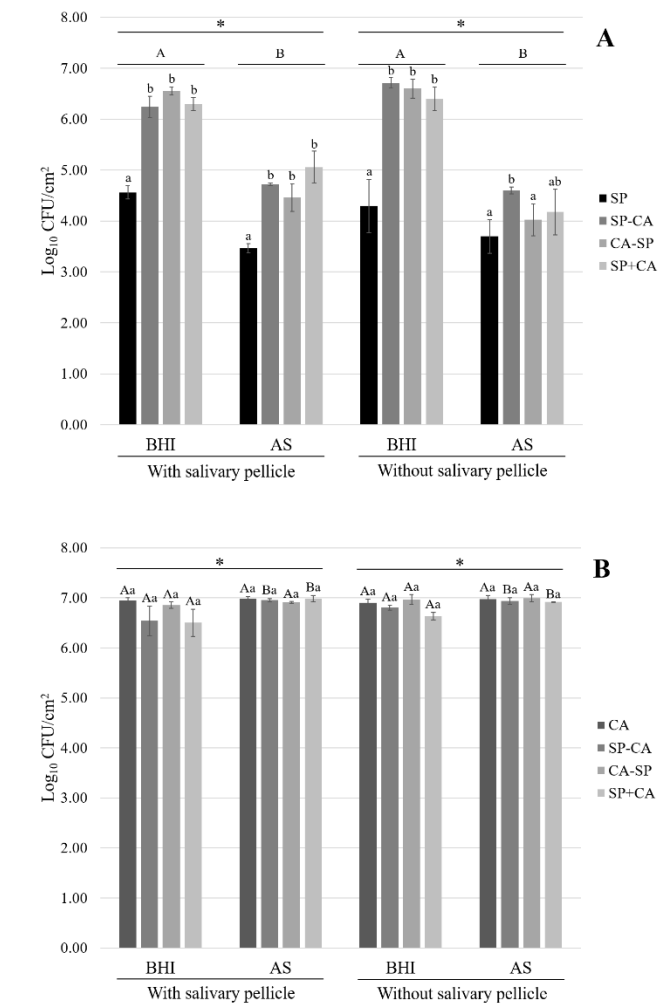 8.00
7.00
6.00
5.00
4.00
3.00
2.00
1.00
0.00
Log10 CFU/cm2
* *
A
A B A B
a b b b a b b b a b b b a b a ab
SP
SP-CA
CA-SP
SP+CA
BHI AS BHI AS
With salivary pellicle Without salivary pellicle
8.00
7.00
6.00
5.00
4.00
3.00
2.00
1.00
0.00
Log10 CFU/cm2
* *
B
Aa Aa Aa Aa Aa Ba Aa Ba Aa Aa Aa Aa Aa Ba Aa Ba
CA
SP-CA
CA-SP
SP+CA
BHI AS BHI AS
With salivary pellicle Without salivary pellicle